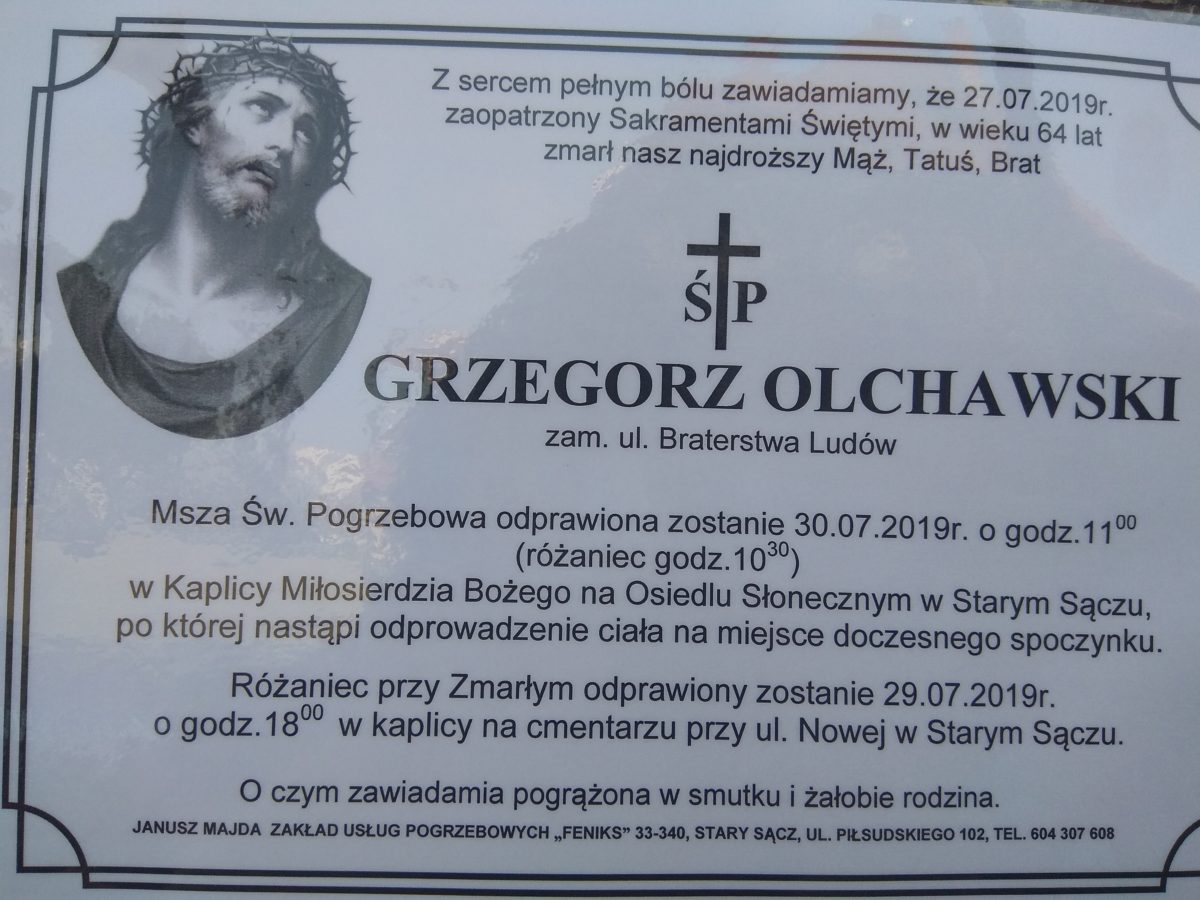 Z sercem pełnym bólu zawiadamiamy, że 27.07.2019r.
zaopatrzony Sakramentami Świętymi, w wieku 64 lat
zmarł nasz najdroższy Mąż, Tatuś, Brat
Ś P
GRZEGORZ OLCHAWSKI
zam. ul. Braterstwa Ludów
Msza Św. Pogrzebowa odprawiona zostanie 30.07.2019r. o godz.11⁰⁰
(różaniec godz.10³⁰)
w Kaplicy Miłosierdzia Bożego na Osiedlu Słonecznym w Starym Sączu,
po której nastąpi odprowadzenie ciała na miejsce doczesnego spoczynku.
Różaniec przy Zmarłym odprawiony zostanie 29.07.2019r.
o godz.18⁰⁰ w kaplicy na cmentarzu przy ul. Nowej w Starym Sączu.
O czym zawiadamia pogrążona w smutku i żałobie rodzina.
JANUSZ MAJDA ZAKŁAD USŁUG POGRZEBOWYCH „FENIKS” 33-340, STARY SĄCZ, UL. PIŁSUDSKIEGO 102, TEL. 604 307 608